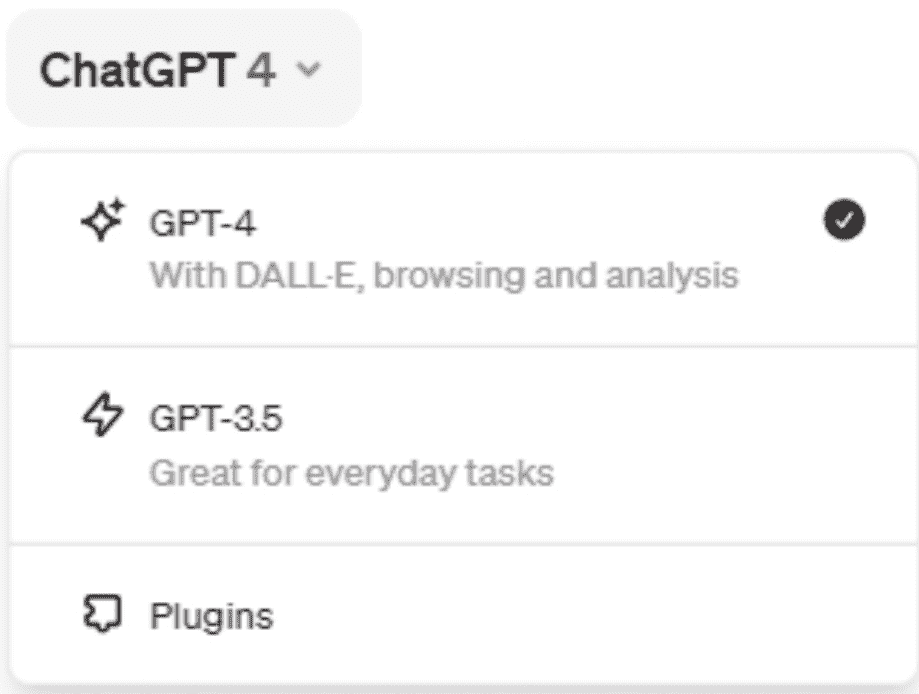 ChatGPT 4
GPT-4
With DALL·E, browsing and analysis
GPT-3.5
Great for everyday tasks
Plugins